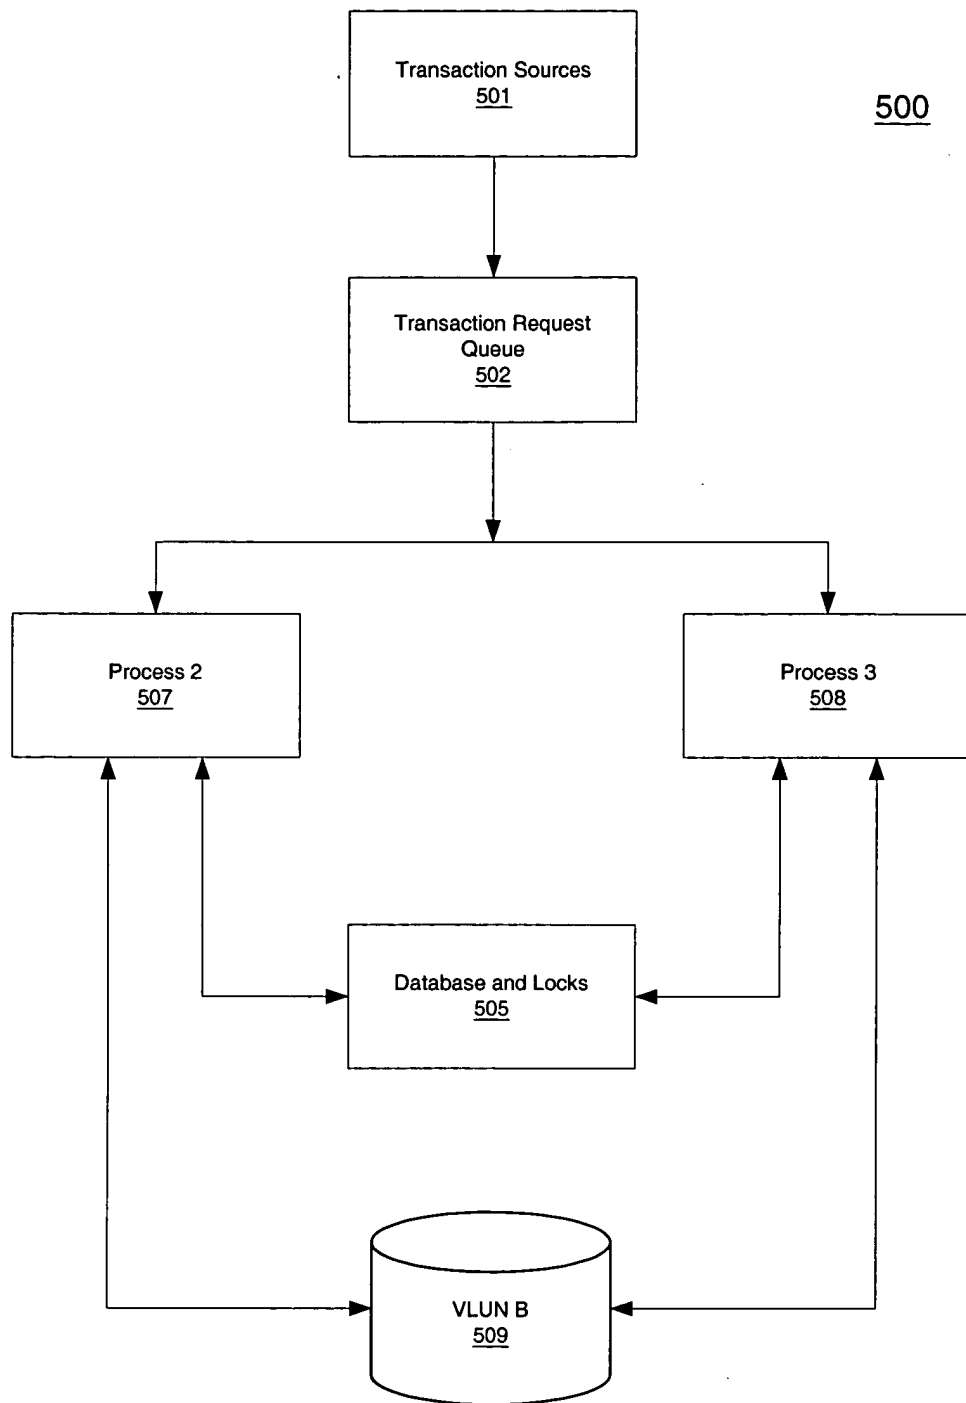 Transaction Sources
501
500
Transaction Request
Queue
502
Process 2
507
Process 3
508
Database and Locks
505
VLUN B
509